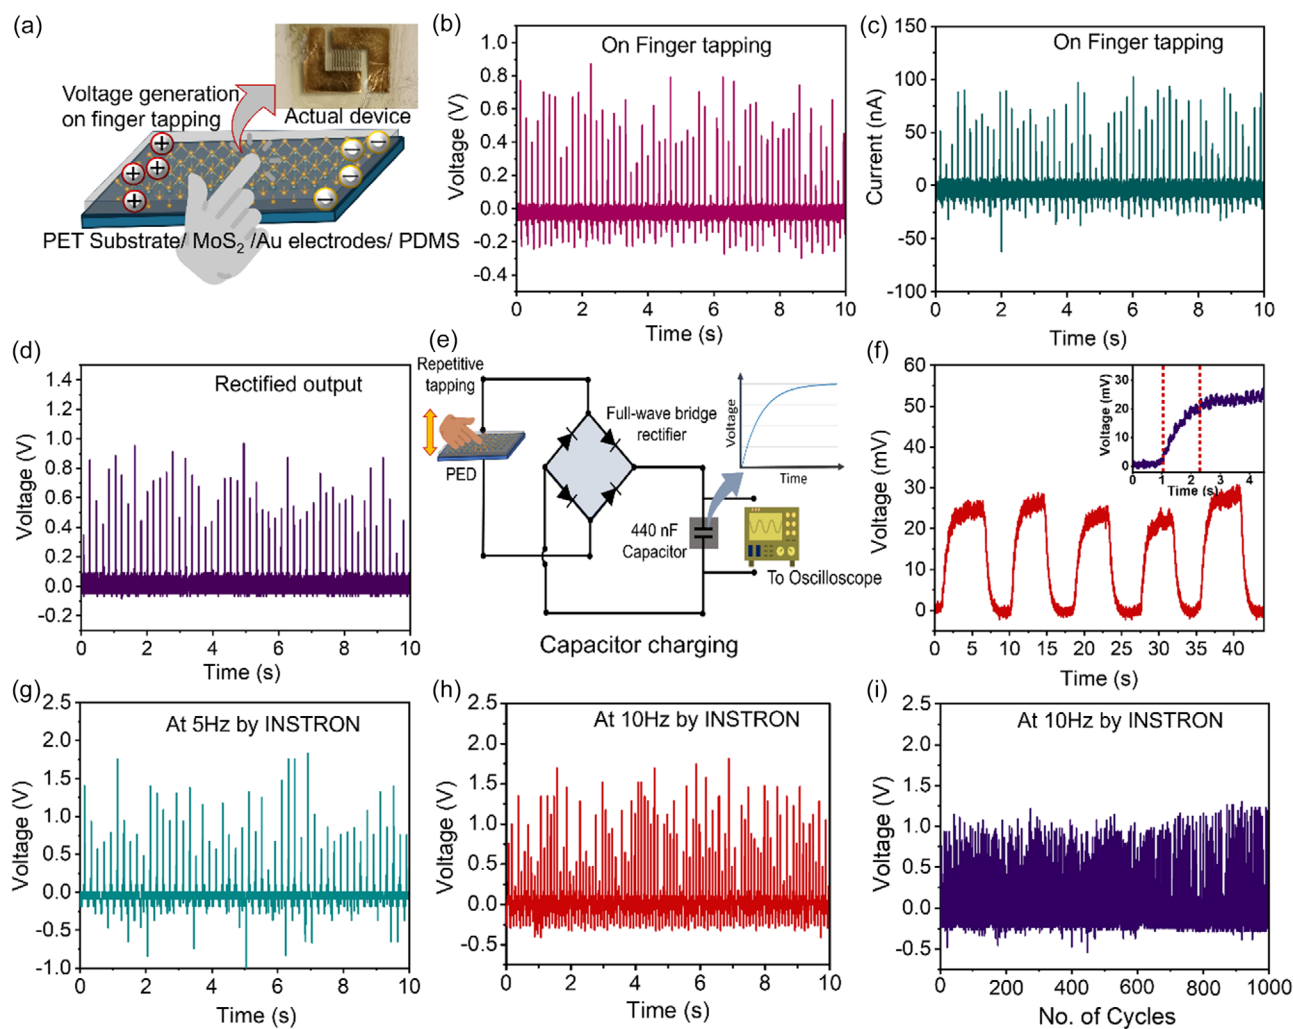 (a)
Voltage generation
on finger tapping
Actual device
+
+
+
+
−
−
−
−
PET Substrate/ MoS2 /Au electrodes/ PDMS
(b)
On Finger tapping
Voltage (V)
1.0
0.8
0.6
0.4
0.2
0.0
-0.2
-0.4
0 2 4 6 8 10
Time (s)
(c)
On Finger tapping
Current (nA)
150
100
50
0
-50
-100
0 2 4 6 8 10
Time (s)
(d)
Rectified output
Voltage (V)
1.4
1.2
1.0
0.8
0.6
0.4
0.2
0.0
-0.2
0 2 4 6 8 10
Time (s)
(e)
Repetitive
tapping
PED
Full-wave bridge
rectifier
Voltage
Time
440 nF
Capacitor
To Oscilloscope
Capacitor charging
(f)
Voltage (mV)
60
50
40
30
20
10
0
0 5 10 15 20 25 30 35 40
Time (s)
Voltage (mV)
30
20
10
0
0 1 2 3 4
Time (s)
(g)
At 5Hz by INSTRON
Voltage (V)
2.5
2.0
1.5
1.0
0.5
0.0
-0.5
-1.0
0 2 4 6 8 10
Time (s)
(h)
At 10Hz by INSTRON
Voltage (V)
2.5
2.0
1.5
1.0
0.5
0.0
-0.5
0 2 4 6 8 10
Time (s)
(i)
At 10Hz by INSTRON
Voltage (V)
2.5
2.0
1.5
1.0
0.5
0.0
-0.5
0 200 400 600 800 1000
No. of Cycles